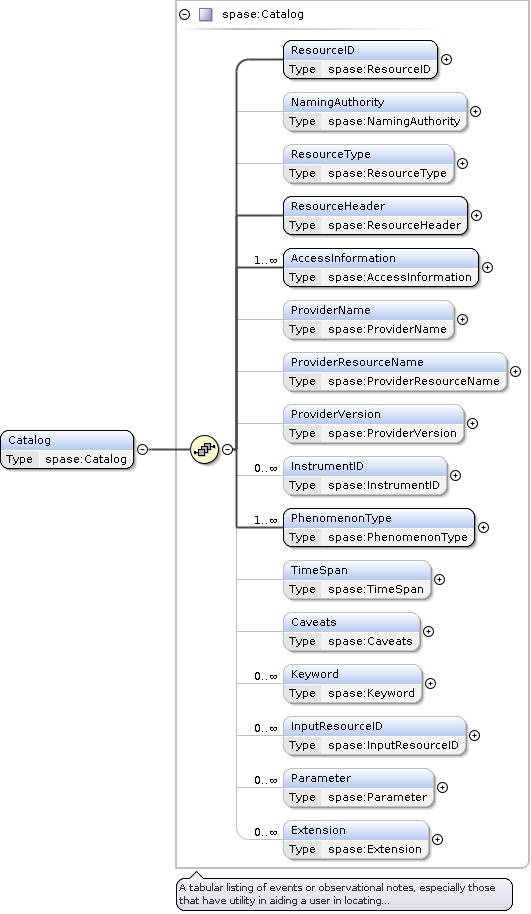 spase:Catalog
ResourceID
Type spase:ResourceID
NamingAuthority
Type spase:NamingAuthority
ResourceType
Type spase:ResourceType
ResourceHeader
Type spase:ResourceHeader
1..∞
AccessInformation
Type spase:AccessInformation
ProviderName
Type spase:ProviderName
ProviderResourceName
Type spase:ProviderResourceName
ProviderVersion
Type spase:ProviderVersion
Catalog
Type spase:Catalog
0..∞
InstrumentID
Type spase:InstrumentID
1..∞
PhenomenonType
Type spase:PhenomenonType
TimeSpan
Type spase:TimeSpan
Caveats
Type spase:Caveats
0..∞
Keyword
Type spase:Keyword
0..∞
InputResourceID
Type spase:InputResourceID
0..∞
Parameter
Type spase:Parameter
0..∞
Extension
Type spase:Extension
A tabular listing of events or observational notes, especially those
that have utility in aiding a user in locating...